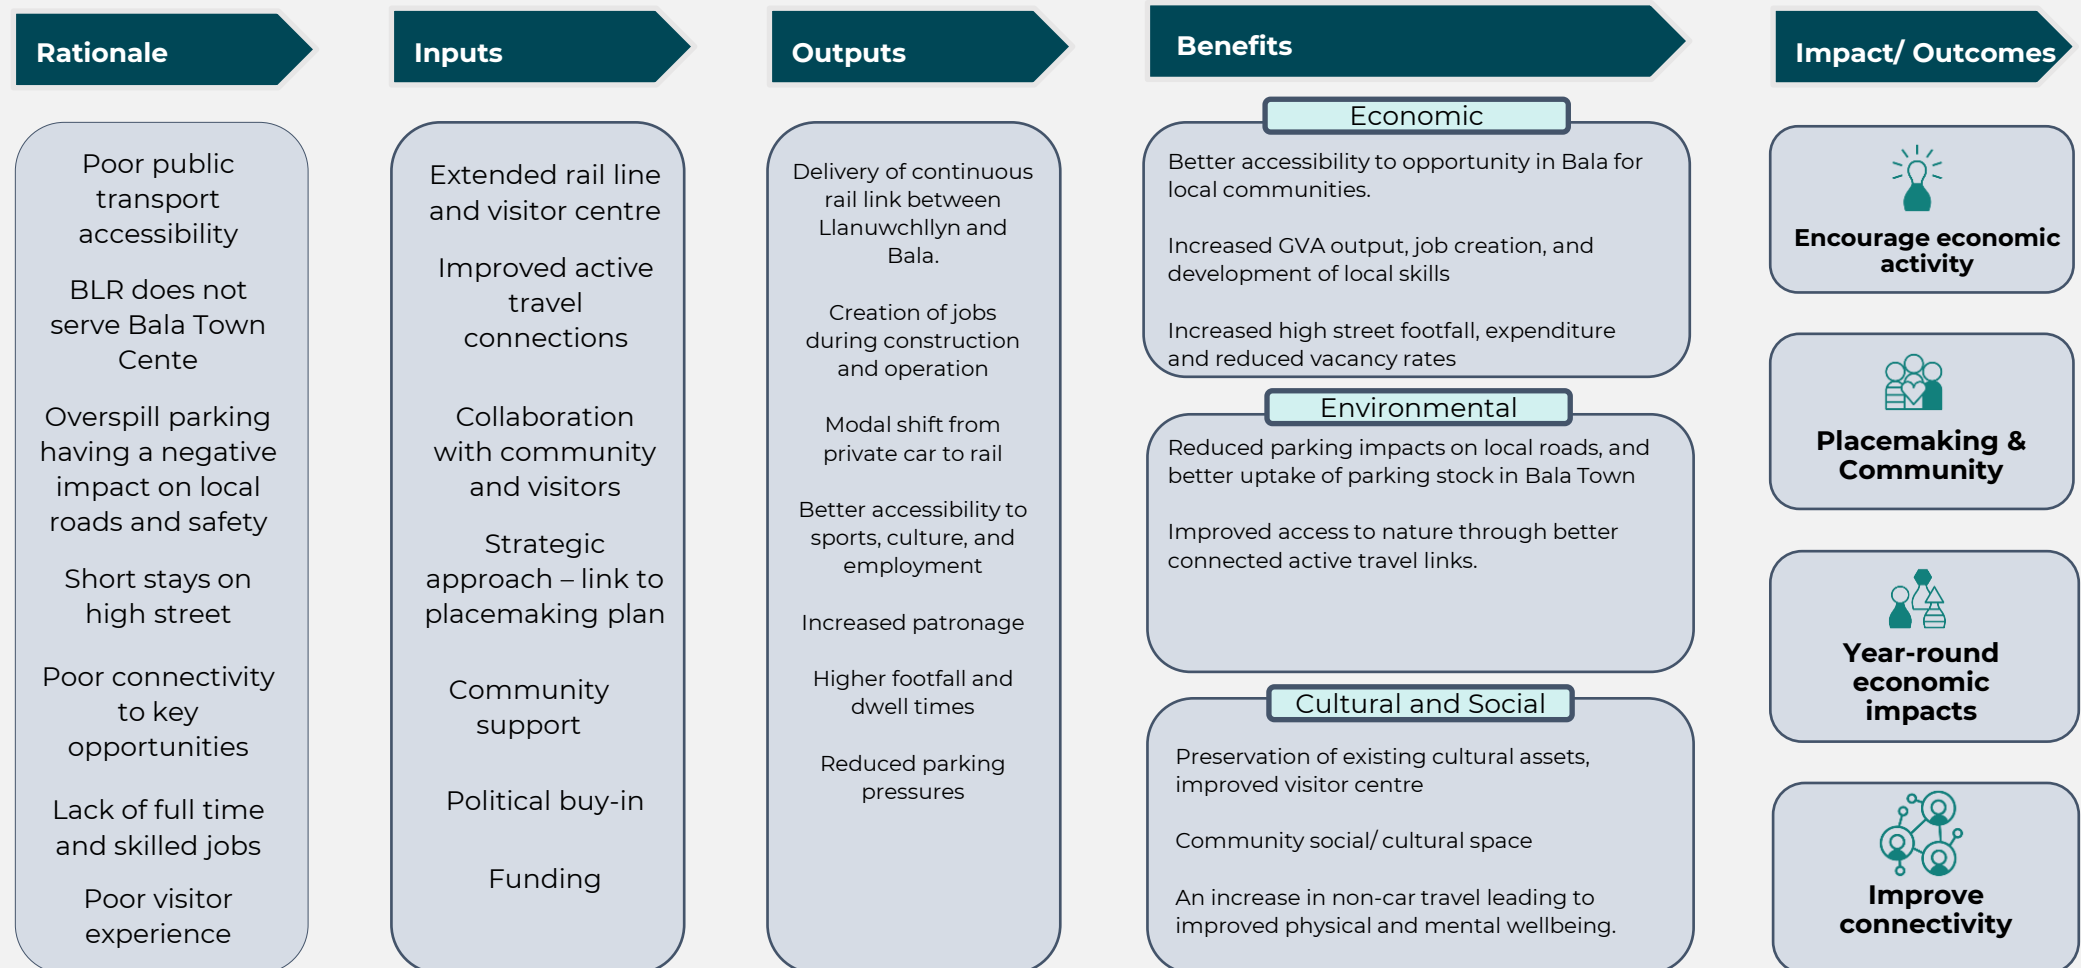 Rationale
Poor public
transport
accessibility
BLR does not
serve Bala Town
Cente
Overspill parking
having a negative
impact on local
roads and safety
Short stays on
high street
Poor connectivity
to key
opportunities
Lack of full time
and skilled jobs
Poor visitor
experience
Inputs
Extended rail line
and visitor centre
Improved active
travel
connections
Collaboration
with community
and visitors
Strategic
approach – link to
placemaking plan
Community
support
Political buy-in
Funding
Outputs
Delivery of continuous
rail link between
Llanuwchllyn and
Bala.
Creation of jobs
during construction
and operation
Modal shift from
private car to rail
Better accessibility to
sports, culture, and
employment
Increased patronage
Higher footfall and
dwell times
Reduced parking
pressures
Benefits
Economic
Better accessibility to opportunity in Bala for
local communities.
Increased GVA output, job creation, and
development of local skills
Increased high street footfall, expenditure
and reduced vacancy rates
Environmental
Reduced parking impacts on local roads, and
better uptake of parking stock in Bala Town
Improved access to nature through better
connected active travel links.
Cultural and Social
Preservation of existing cultural assets,
improved visitor centre
Community social/ cultural space
An increase in non-car travel leading to
improved physical and mental wellbeing.
Impact/ Outcomes
Encourage economic
activity
Placemaking &
Community
Year-round
economic
impacts
Improve
connectivity